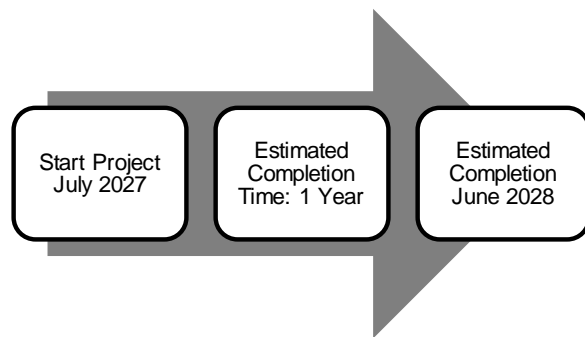 Start Project
July 2027
Estimated
Completion
Time: 1 Year
Estimated
Completion
June 2028